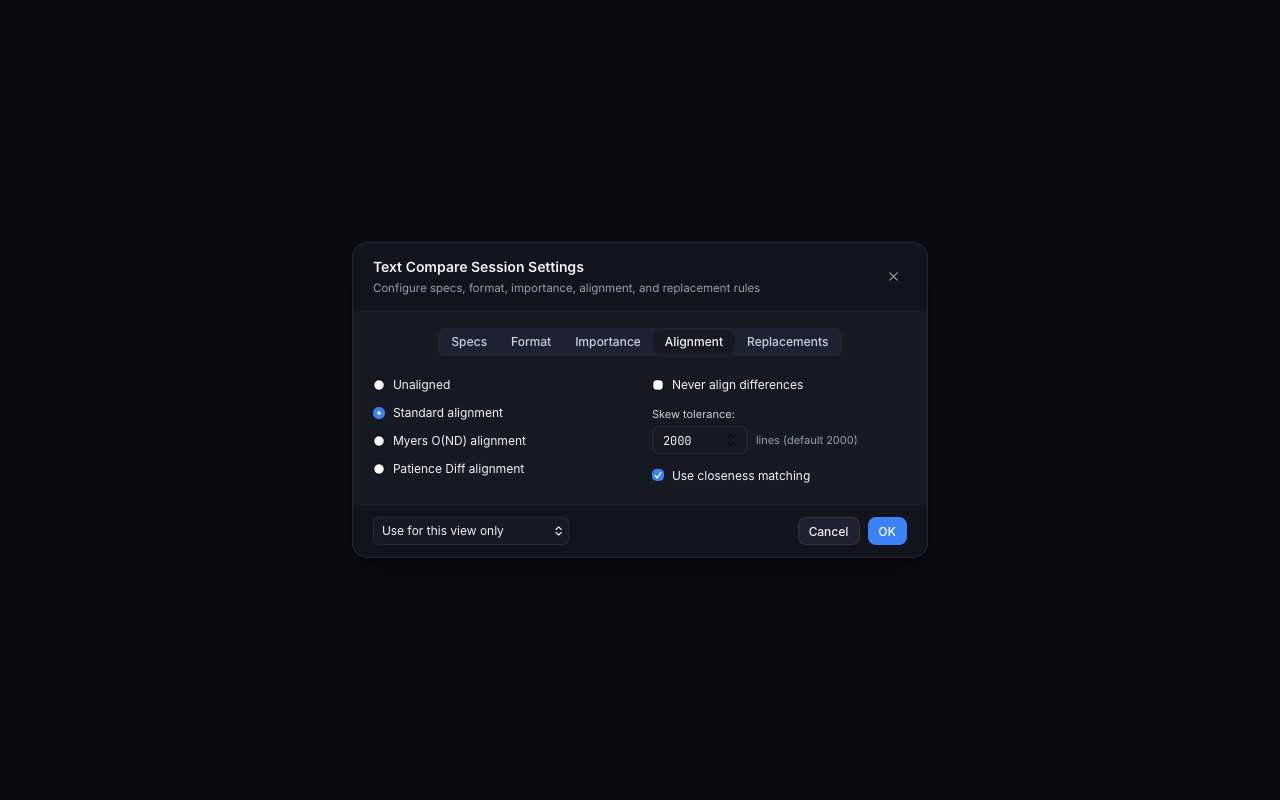 Text Compare Session Settings
Configure specs, format, importance, alignment, and replacement rules
Specs Format Importance Alignment Replacements
Unaligned
Standard alignment
Myers O(ND) alignment
Patience Diff alignment
Never align differences
Skew tolerance:
2000 lines (default 2000)
Use closeness matching
Use for this view only
Cancel OK